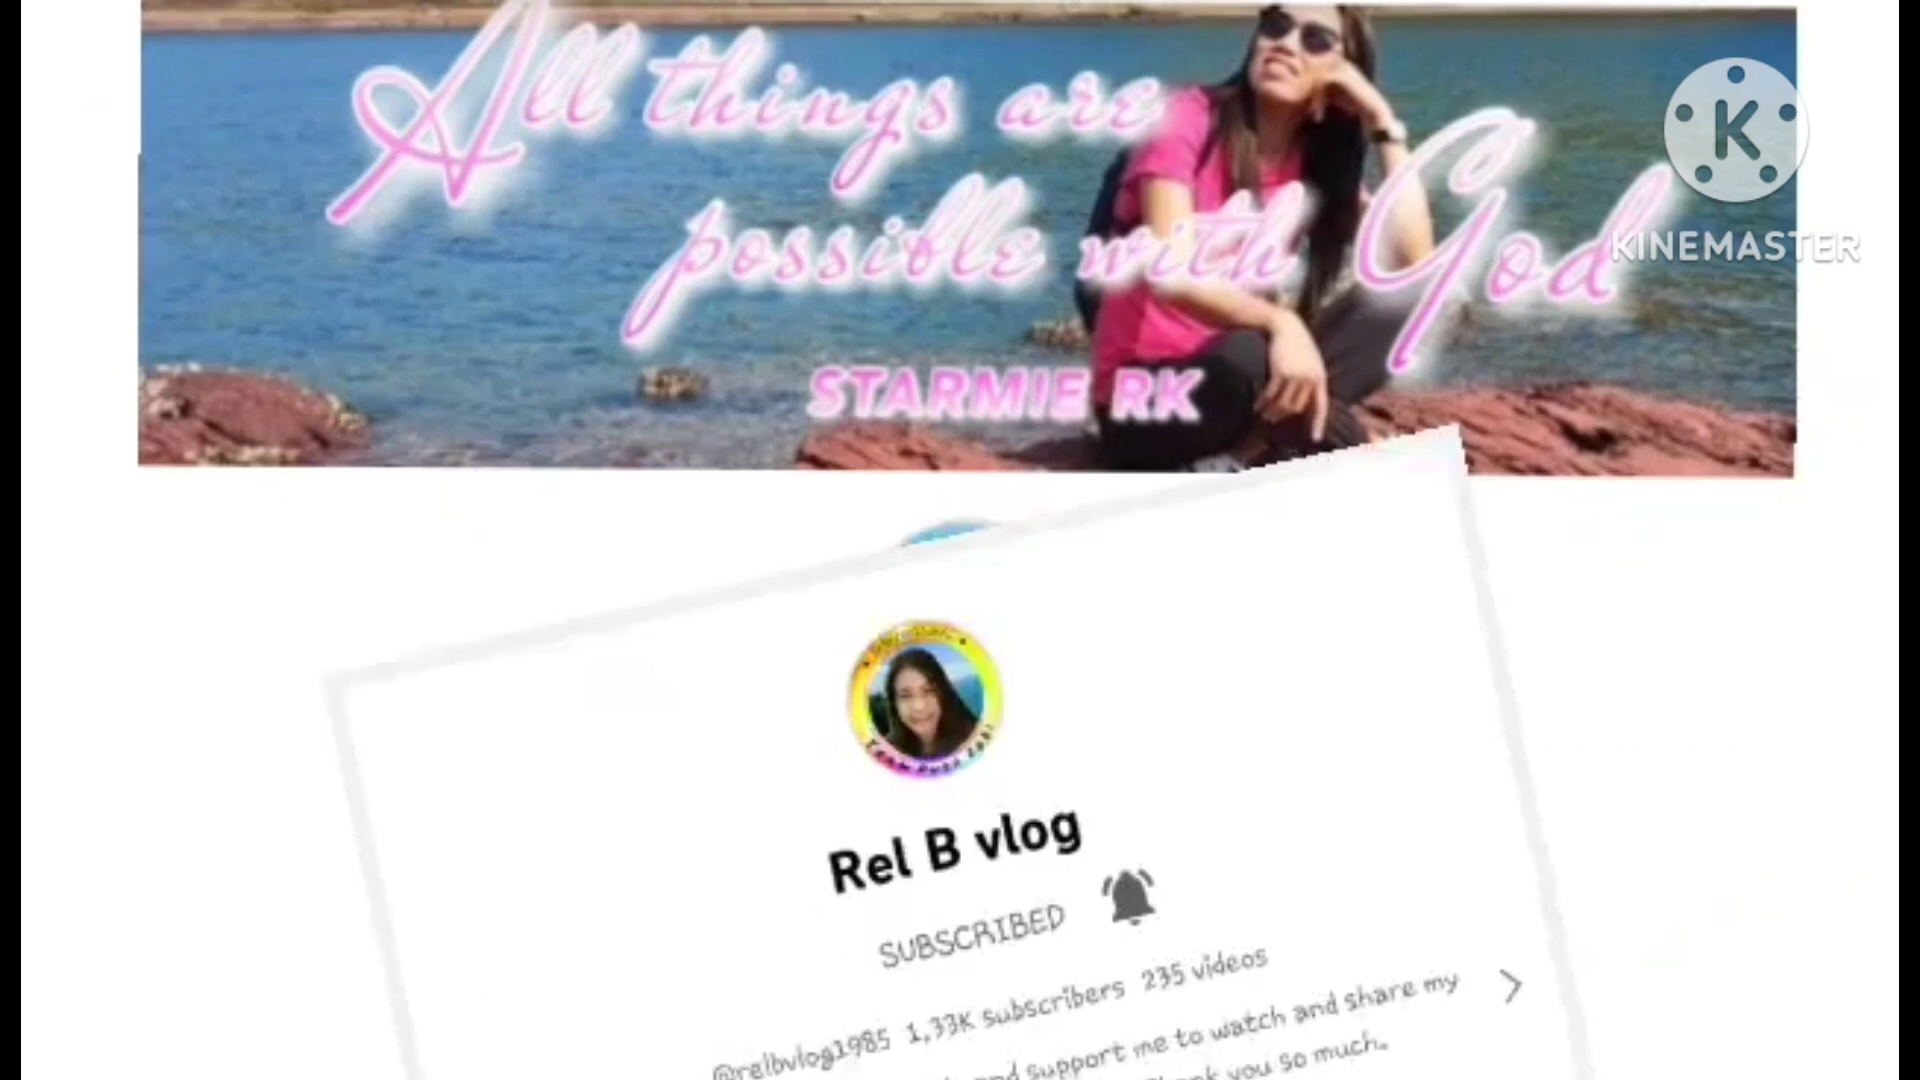 All things are
possible with God
K
KINEMASTER
STARMIE RK
Rel B vlog
SUBSCRIBED
@relbvlog1985 1,33K subscribers 235 videos
and support me to watch and share my
you so much.